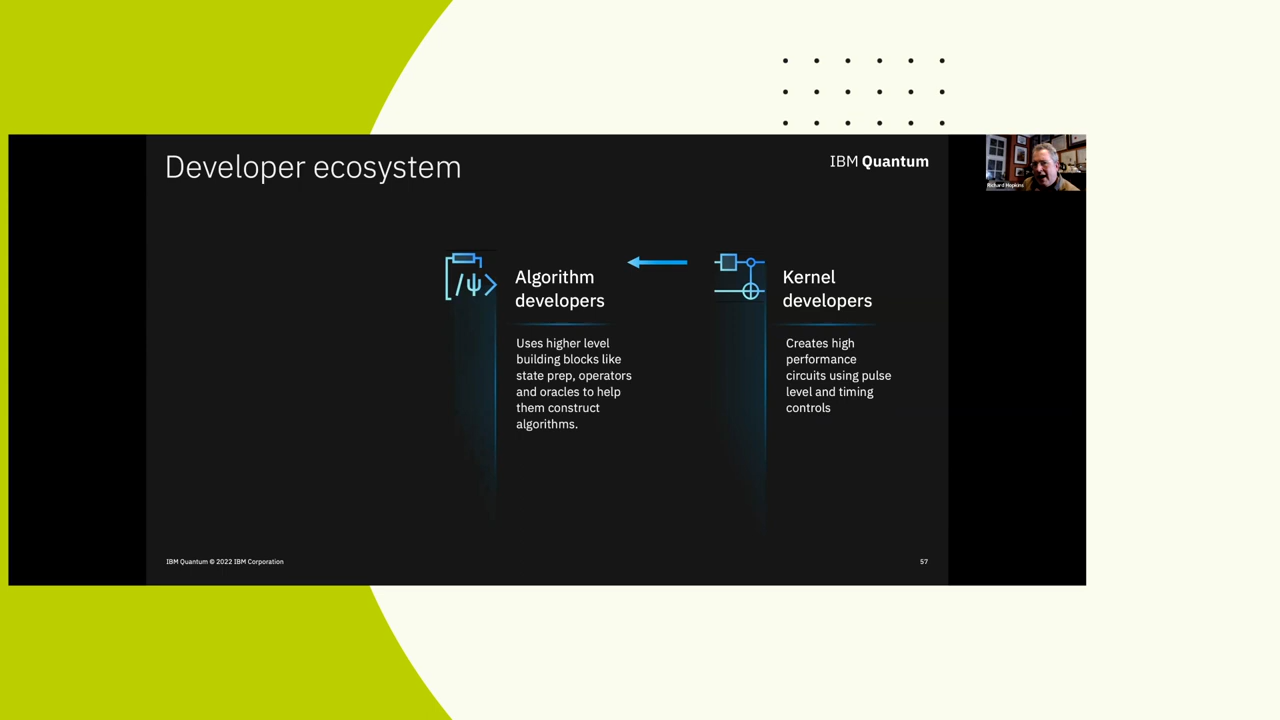 Developer ecosystem
IBM Quantum
Richard Hopkins
/ψ>
Algorithm
developers
Uses higher level
building blocks like
state prep, operators
and oracles to help
them construct
algorithms.
Kernel
developers
Creates high
performance
circuits using pulse
level and timing
controls
IBM Quantum © 2022 IBM Corporation
57